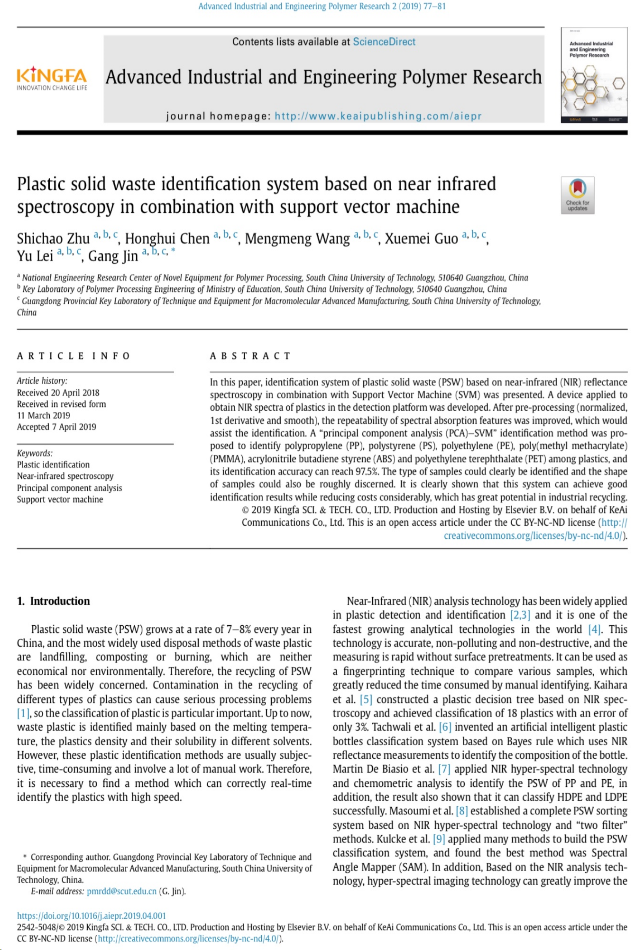 Advanced Industrial and Engineering Polymer Research 2 (2019) 77–81
Contents lists available at ScienceDirect
KINGFA
INNOVATION CHANGE LIFE
Advanced Industrial and Engineering Polymer Research
journal homepage: http://www.keaipublishing.com/aiepr
Advanced Industrial
and Engineering
Polymer Research
Plastic solid waste identification system based on near infrared
spectroscopy in combination with support vector machine
Check for
updates
Shichao Zhu a, b, c, Honghui Chen a, b, c, Mengmeng Wang a, b, c, Xuemei Guo a, b, c,
Yu Lei a, b, c, Gang Jin a, b, c, *
a National Engineering Research Center of Novel Equipment for Polymer Processing, South China University of Technology, 510640 Guangzhou, China
b Key Laboratory of Polymer Processing Engineering of Ministry of Education, South China University of Technology, 510640 Guangzhou, China
c Guangdong Provincial Key Laboratory of Technique and Equipment for Macromolecular Advanced Manufacturing, South China University of Technology,
China
ARTICLE INFO
Article history:
Received 20 April 2018
Received in revised form
11 March 2019
Accepted 7 April 2019
Keywords:
Plastic identification
Near-infrared spectroscopy
Principal component analysis
Support vector machine
ABSTRACT
In this paper, identification system of plastic solid waste (PSW) based on near-infrared (NIR) reflectance
spectroscopy in combination with Support Vector Machine (SVM) was presented. A device applied to
obtain NIR spectra of plastics in the detection platform was developed. After pre-processing (normalized,
1st derivative and smooth), the repeatability of spectral absorption features was improved, which would
assist the identification. A “principal component analysis (PCA)–SVM” identification method was pro-
posed to identify polypropylene (PP), polystyrene (PS), polyethylene (PE), poly(methyl methacrylate)
(PMMA), acrylonitrile butadiene styrene (ABS) and polyethylene terephthalate (PET) among plastics, and
its identification accuracy can reach 97.5%. The type of samples could clearly be identified and the shape
of samples could also be roughly discerned. It is clearly shown that this system can achieve good
identification results while reducing costs considerably, which has great potential in industrial recycling.
© 2019 Kingfa SCI. & TECH. CO., LTD. Production and Hosting by Elsevier B.V. on behalf of KeAi
Communications Co., Ltd. This is an open access article under the CC BY-NC-ND license (http://
creativecommons.org/licenses/by-nc-nd/4.0/).
1. Introduction
Plastic solid waste (PSW) grows at a rate of 7–8% every year in
China, and the most widely used disposal methods of waste plastic
are landfilling, composting or burning, which are neither
economical nor environmentally. Therefore, the recycling of PSW
has been widely concerned. Contamination in the recycling of
different types of plastics can cause serious processing problems
[1], so the classification of plastic is particular important. Up to now,
waste plastic is identified mainly based on the melting tempera-
ture, the plastics density and their solubility in different solvents.
However, these plastic identification methods are usually subjec-
tive, time-consuming and involve a lot of manual work. Therefore,
it is necessary to find a method which can correctly real-time
identify the plastics with high speed.
* Corresponding author. Guangdong Provincial Key Laboratory of Technique and
Equipment for Macromolecular Advanced Manufacturing, South China University of
Technology, China.
E-mail address: pmrdd@scut.edu.cn (G. Jin).
Near-Infrared (NIR) analysis technology has been widely applied
in plastic detection and identification [2,3] and it is one of the
fastest growing analytical technologies in the world [4]. This
technology is accurate, non-polluting and non-destructive, and the
measuring is rapid without surface pretreatments. It can be used as
a fingerprinting technique to compare various samples, which
greatly reduced the time consumed by manual identifying. Kaihara
et al. [5] constructed a plastic decision tree based on NIR spec-
troscopy and achieved classification of 18 plastics with an error of
only 3%. Tachwali et al. [6] invented an artificial intelligent plastic
bottles classification system based on Bayes rule which uses NIR
reflectance measurements to identify the composition of the bottle.
Martin De Biasio et al. [7] applied NIR hyper-spectral technology
and chemometric analysis to identify the PSW of PP and PE, in
addition, the result also shown that it can classify HDPE and LDPE
successfully. Masoumi et al. [8] established a complete PSW sorting
system based on NIR hyper-spectral technology and “two filter”
methods. Kulcke et al. [9] applied many methods to build the PSW
classification system, and found the best method was Spectral
Angle Mapper (SAM). In addition, Based on the NIR analysis tech-
nology, hyper-spectral imaging technology can greatly improve the
https://doi.org/10.1016/j.aiepr.2019.04.001
2542-5048/© 2019 Kingfa SCI. & TECH. CO., LTD. Production and Hosting by Elsevier B.V. on behalf of KeAi Communications Co., Ltd. This is an open access article under the
CC BY-NC-ND license (http://creativecommons.org/licenses/by-nc-nd/4.0/).